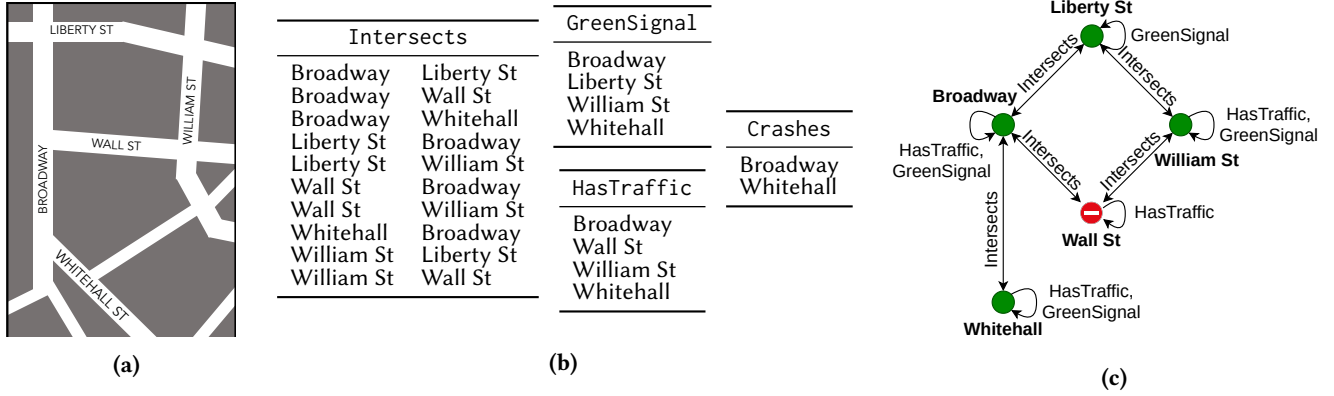 LIBERTY ST
WILLIAM ST
WALL ST
BROADWAY
WHITEHALL ST
(a)
Intersects
Broadway Liberty St
Broadway Wall St
Broadway Whitehall
Liberty St Broadway
Liberty St William St
Wall St Broadway
Wall St William St
Whitehall Broadway
William St Liberty St
William St Wall St
GreenSignal
Broadway
Liberty St
William St
Whitehall
HasTraffic
Broadway
Wall St
William St
Whitehall
Crashes
Broadway
Whitehall
(b)
Liberty St
GreenSignal
Intersects
Intersects
Broadway
HasTraffic,
GreenSignal
HasTraffic,
GreenSignal
William St
Intersects
Intersects
HasTraffic
Wall St
Intersects
HasTraffic,
GreenSignal
Whitehall
(c)